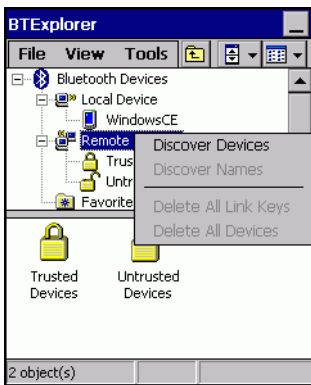 BTExplorer
File View Tools
Bluetooth Devices
Local Device
WindowsCE
Remote
Discover Devices
Discover Names
Delete All Link Keys
Delete All Devices
Trus
Untr
Favorite
Trusted Devices
Untrusted Devices
2 object(s)